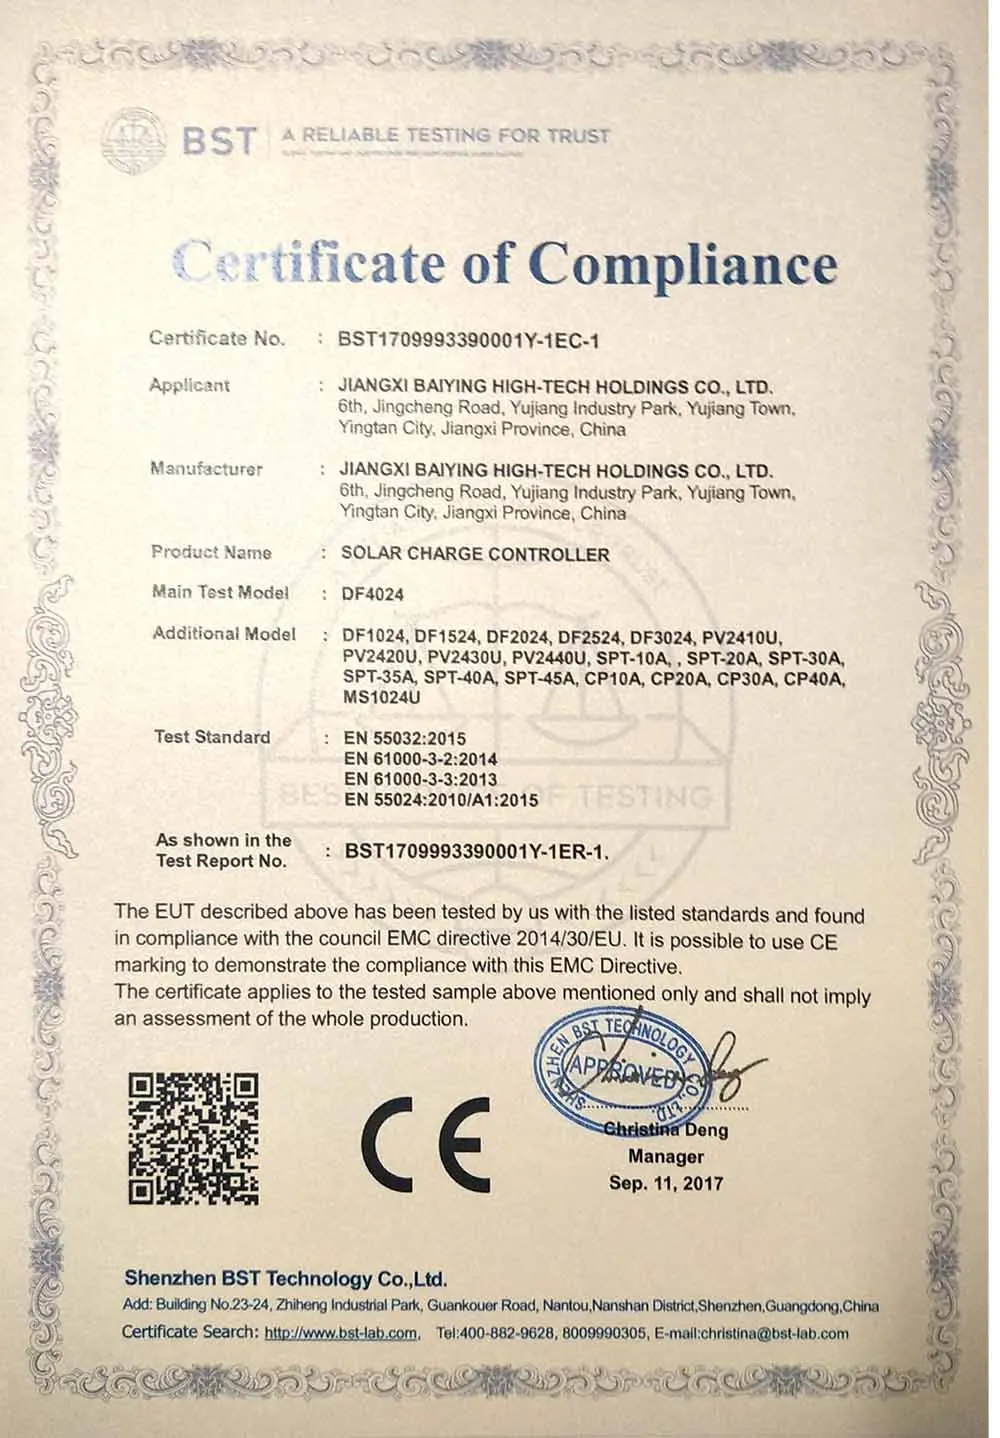 BST A RELIABLE TESTING FOR TRUST
Certificate of Compliance
Certificate No. : BST1709993390001Y-1EC-1
Applicant : JIANGXI BAIYING HIGH-TECH HOLDINGS CO., LTD.
6th, Jingcheng Road, Yujiang Industry Park, Yujiang Town,
Yingtan City, Jiangxi Province, China
Manufacturer : JIANGXI BAIYING HIGH-TECH HOLDINGS CO., LTD.
6th, Jingcheng Road, Yujiang Industry Park, Yujiang Town,
Yingtan City, Jiangxi Province, China
Product Name : SOLAR CHARGE CONTROLLER
Main Test Model : DF4024
Additional Model : DF1024, DF1524, DF2024, DF2524, DF3024, PV2410U,
PV2420U, PV2430U, PV2440U, SPT-10A, , SPT-20A, SPT-30A,
SPT-35A, SPT-40A, SPT-45A, CP10A, CP20A, CP30A, CP40A,
MS1024U
Test Standard : EN 55032:2015
EN 61000-3-2:2014
EN 61000-3-3:2013
EN 55024:2010/A1:2015
OF TESTING
As shown in the
Test Report No. : BST1709993390001Y-1ER-1.
The EUT described above has been tested by us with the listed standards and found
in compliance with the council EMC directive 2014/30/EU. It is possible to use CE
marking to demonstrate the compliance with this EMC Directive.
The certificate applies to the tested sample above mentioned only and shall not imply
an assessment of the whole production.
SHENZHEN BST TECHNOLOGY CO., LTD.
APPROVED
CE
Christina Deng
Manager
Sep. 11, 2017
Shenzhen BST Technology Co.,Ltd.
Add: Building No.23-24, Zhiheng Industrial Park, Guankouer Road, Nantou,Nanshan District,Shenzhen,Guangdong,China
Certificate Search: http://www.bst-lab.com, Tel:400-882-9628, 8009990305, E-mail:christina@bst-lab.com